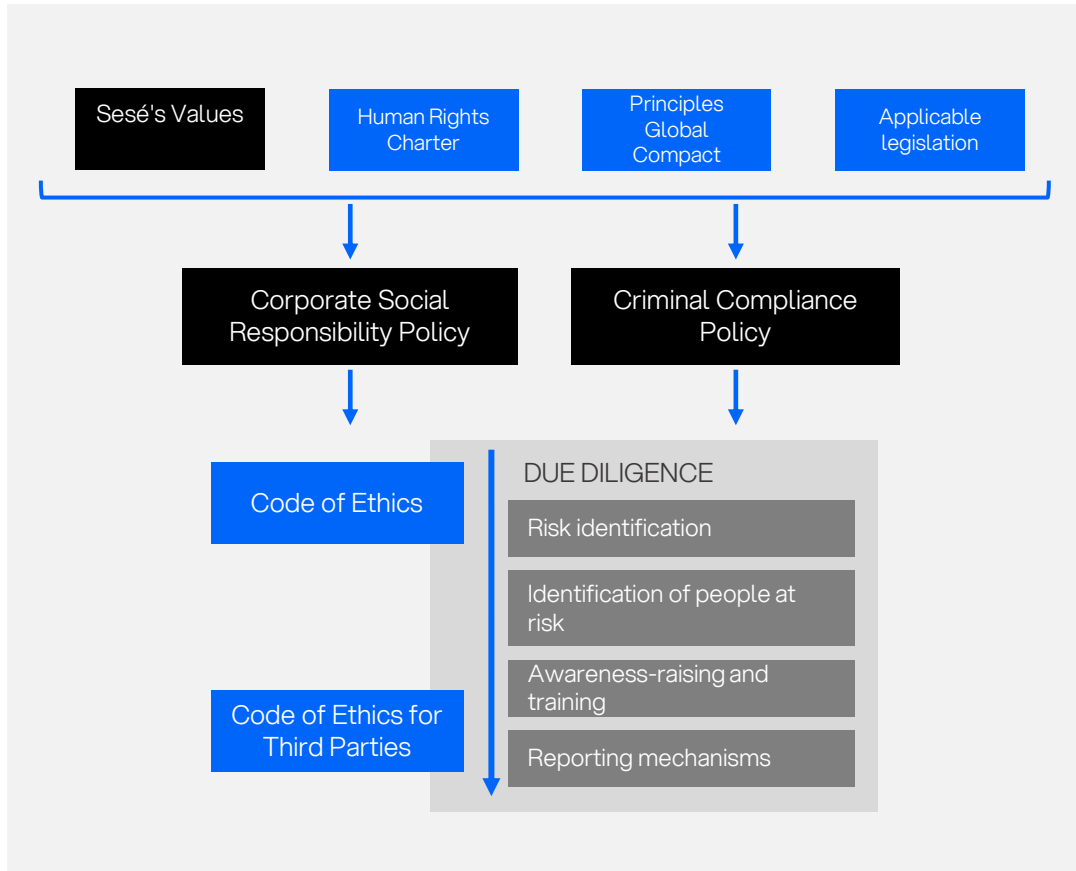 Sesé's Values
Human Rights
Charter
Principles
Global
Compact
Applicable
legislation
Corporate Social
Responsibility Policy
Criminal Compliance
Policy
Code of Ethics
DUE DILIGENCE
Risk identification
Identification of people at
risk
Awareness-raising and
training
Code of Ethics for
Third Parties
Reporting mechanisms